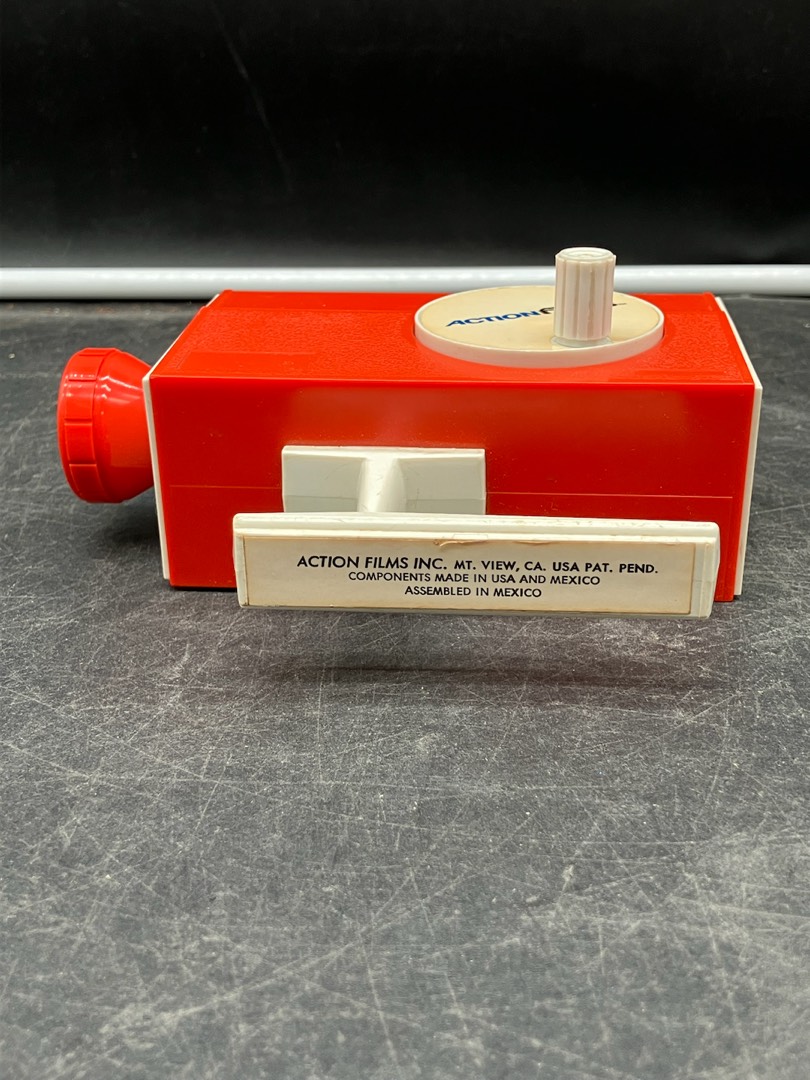 ACTION
ACTION FILMS INC. MT. VIEW, CA. USA PAT. PEND.
COMPONENTS MADE IN USA AND MEXICO
ASSEMBLED IN MEXICO